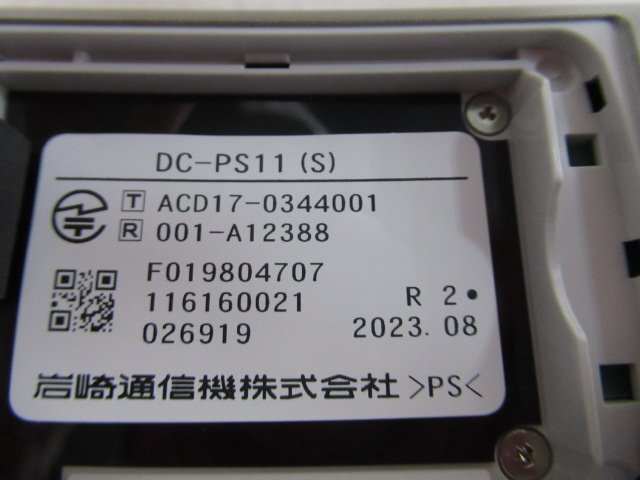 DC-PS11 (S)
T ACD17-0344001
R 001-A12388
F019804707
116160021 R 2•
026919 2023.08
岩崎通信機株式会社 >PS<